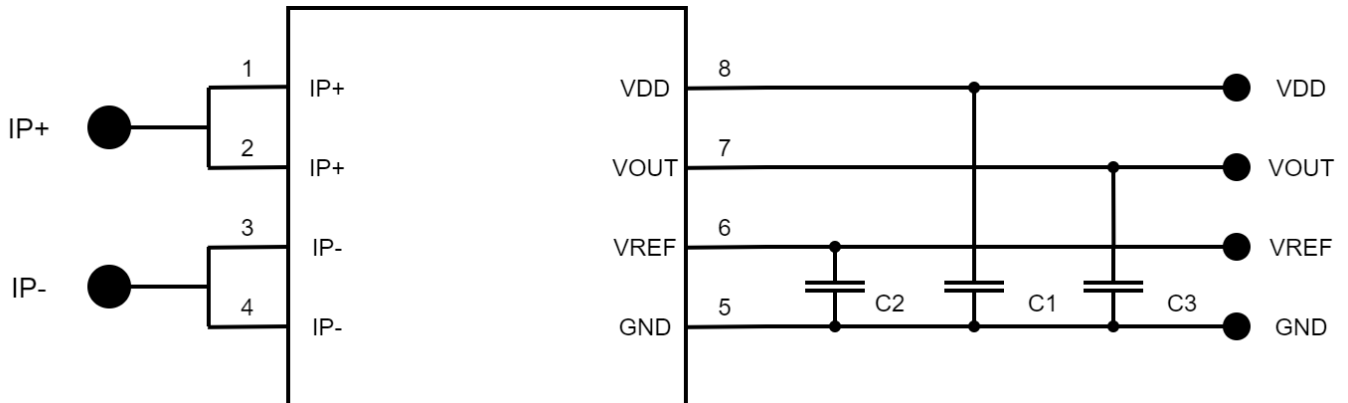 1 8
IP+ VDD VDD
IP+
2 7
IP+ VOUT VOUT
3 6
IP- VREF VREF
IP-
C2 C1 C3
4 5
IP- GND GND